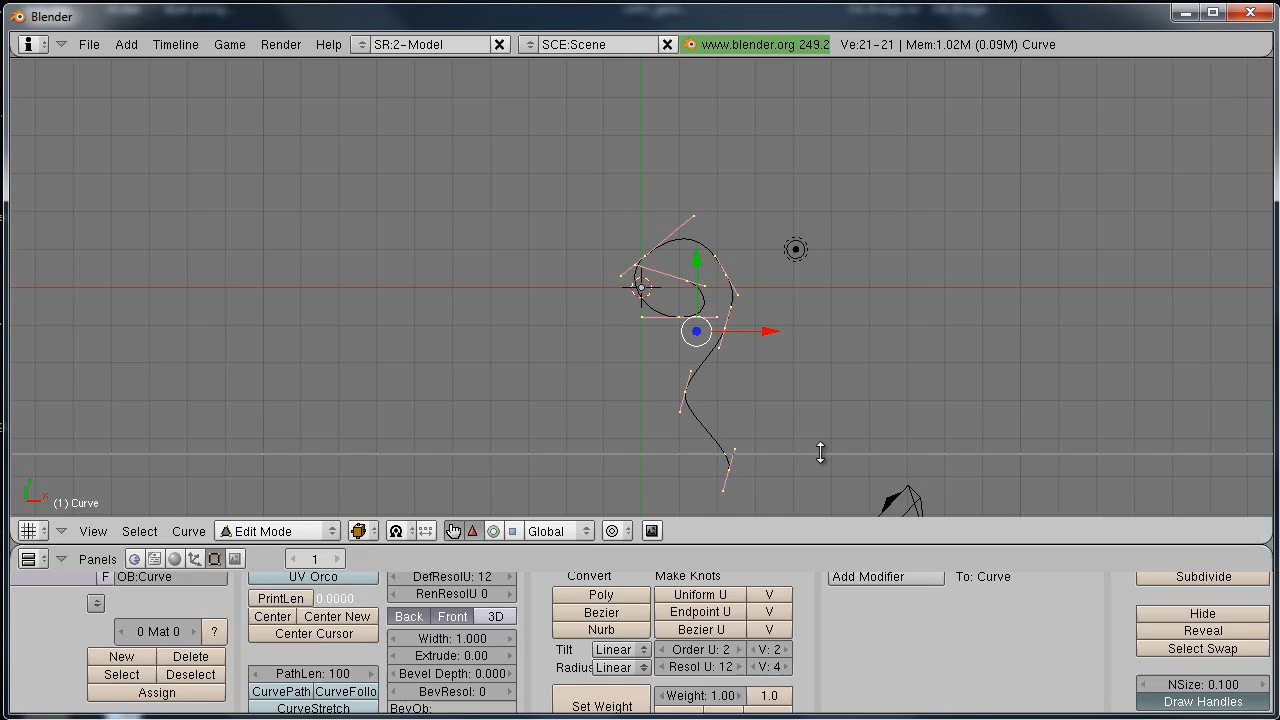 Blender
File Add Timeline Game Render Help SR:2-Model SCE:Scene www.blender.org 249.2 Ve:21-21 | Mem:1.02M (0.09M) Curve
(1) Curve
View Select Curve Edit Mode Global
Panels 1
F OB:Curve UV Orco DefResolU: 12 Convert Make Knots Add Modifier To: Curve Subdivide
PrintLen 0.0000 RenResolU 0 Poly Uniform U V
Center Center New Back Front 3D Bezier Endpoint U V Hide
0 Mat 0 ? Center Cursor Width: 1.000 Nurb Bezier U V Reveal
New Delete Extrude: 0.00 Tilt Linear Order U: 2 V: 2 Select Swap
Select Deselect PathLen: 100 Bevel Depth: 0.000 Radius Linear Resol U: 12 V: 4 NSize: 0.100
Assign CurvePath CurveFollo BevResol: 0 Set Weight Weight: 1.00 1.0 Draw Handles
CurveStretch BevOb: